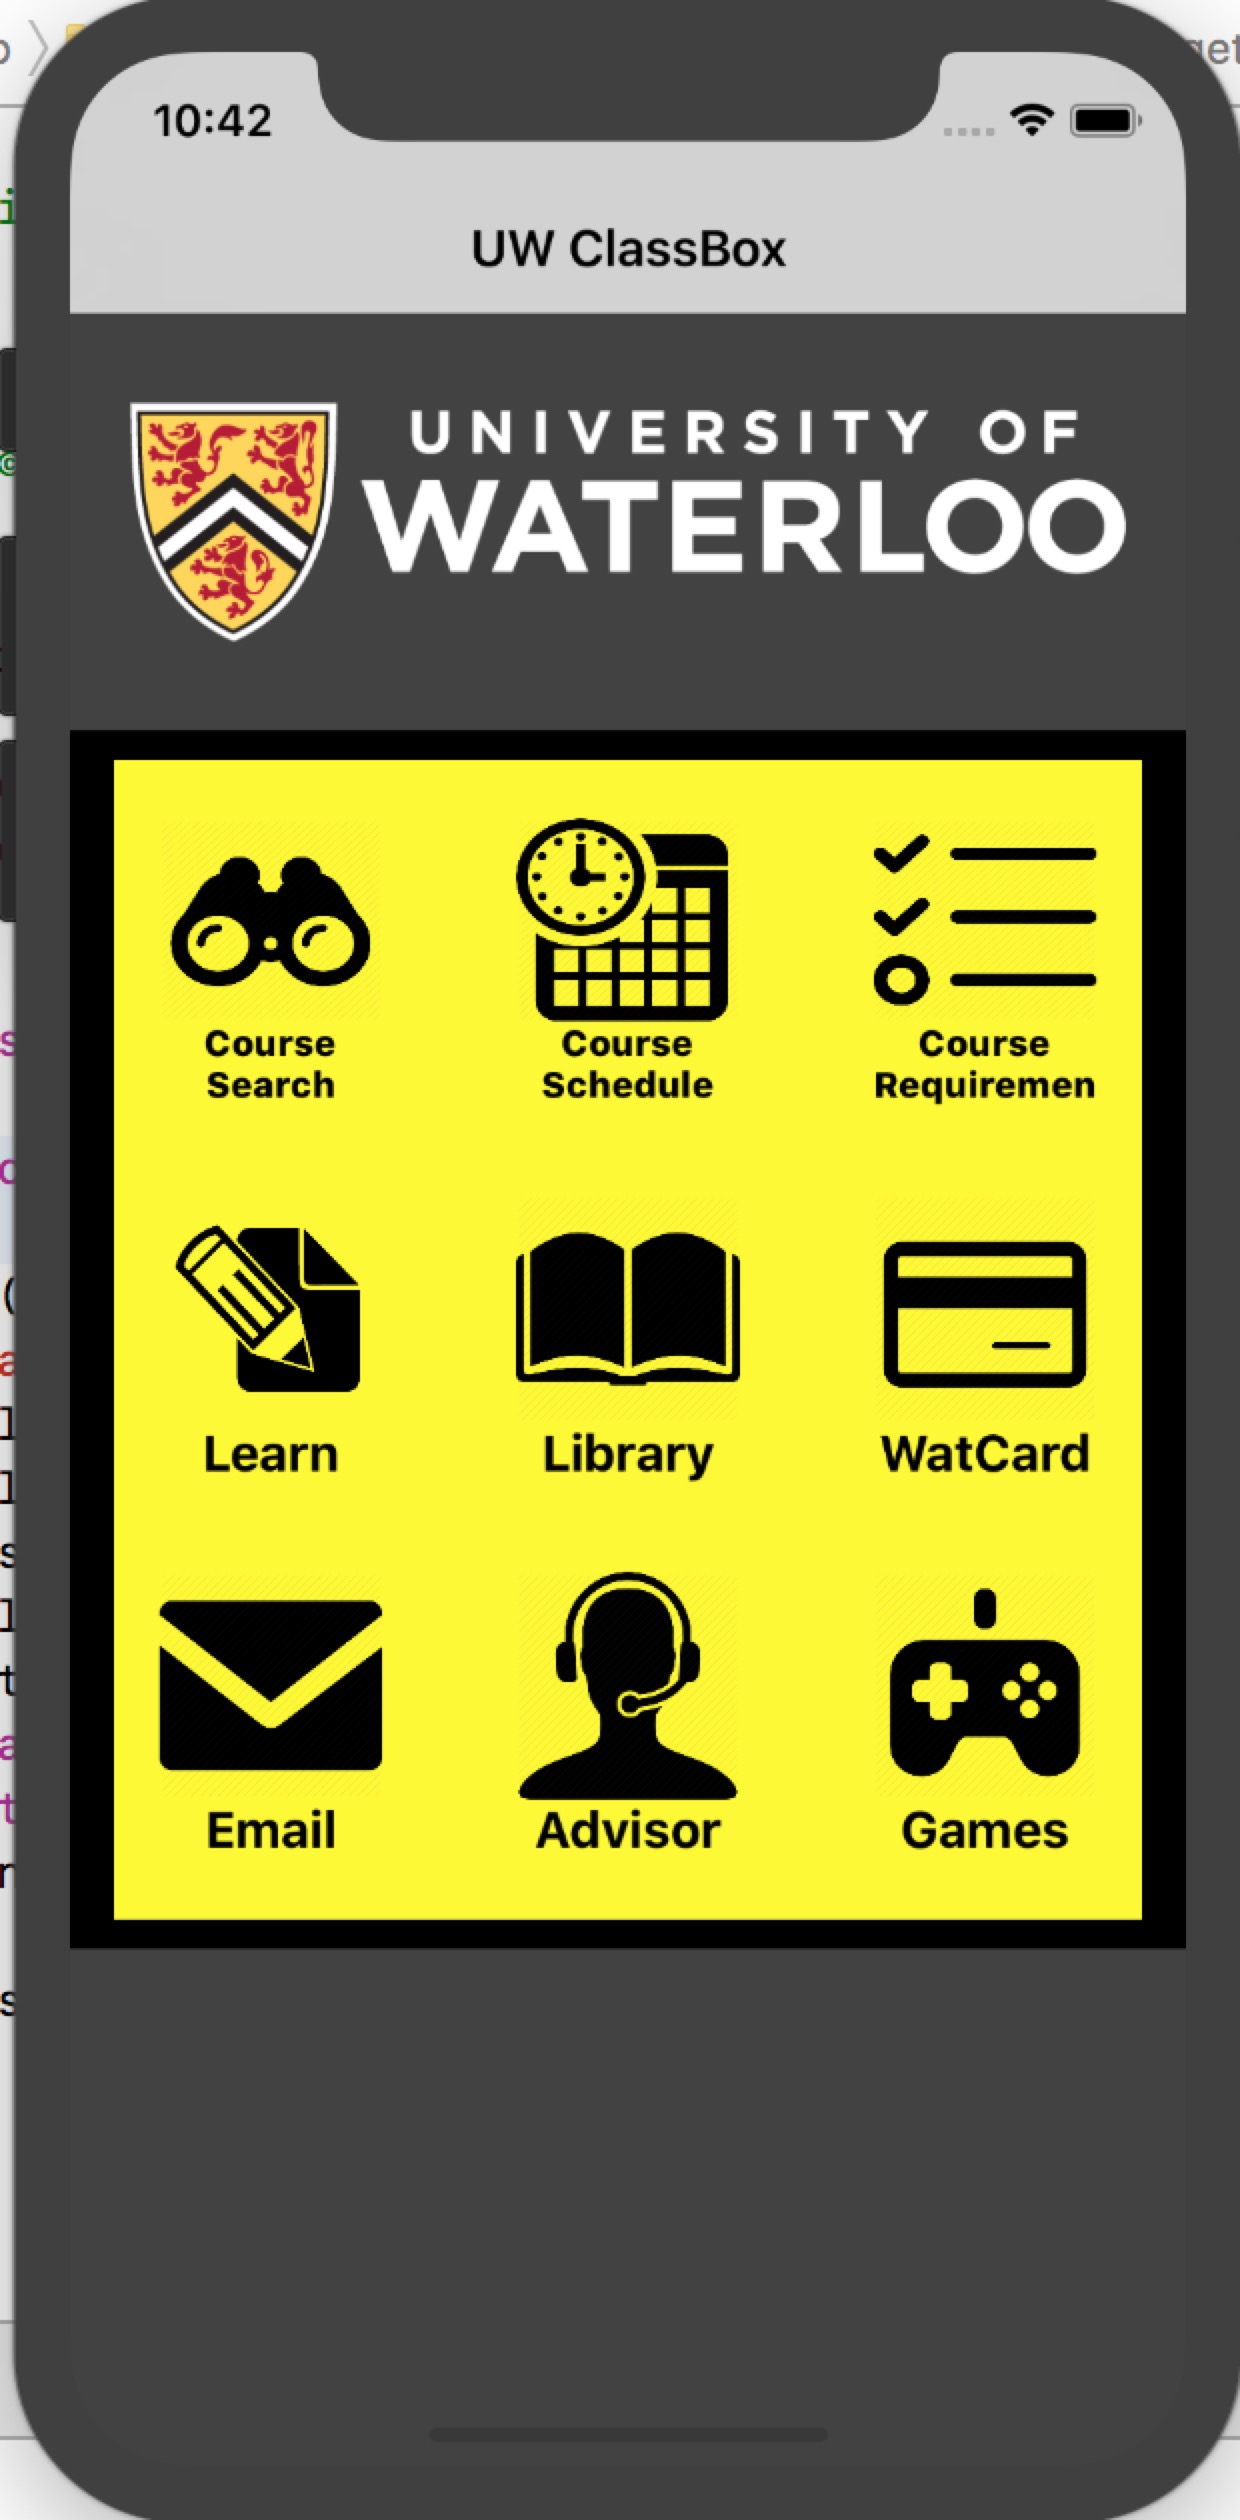 10:42
UW ClassBox
UNIVERSITY OF
WATERLOO
Course
Search
Course
Schedule
Course
Requiremen
Learn
Library
WatCard
Email
Advisor
Games